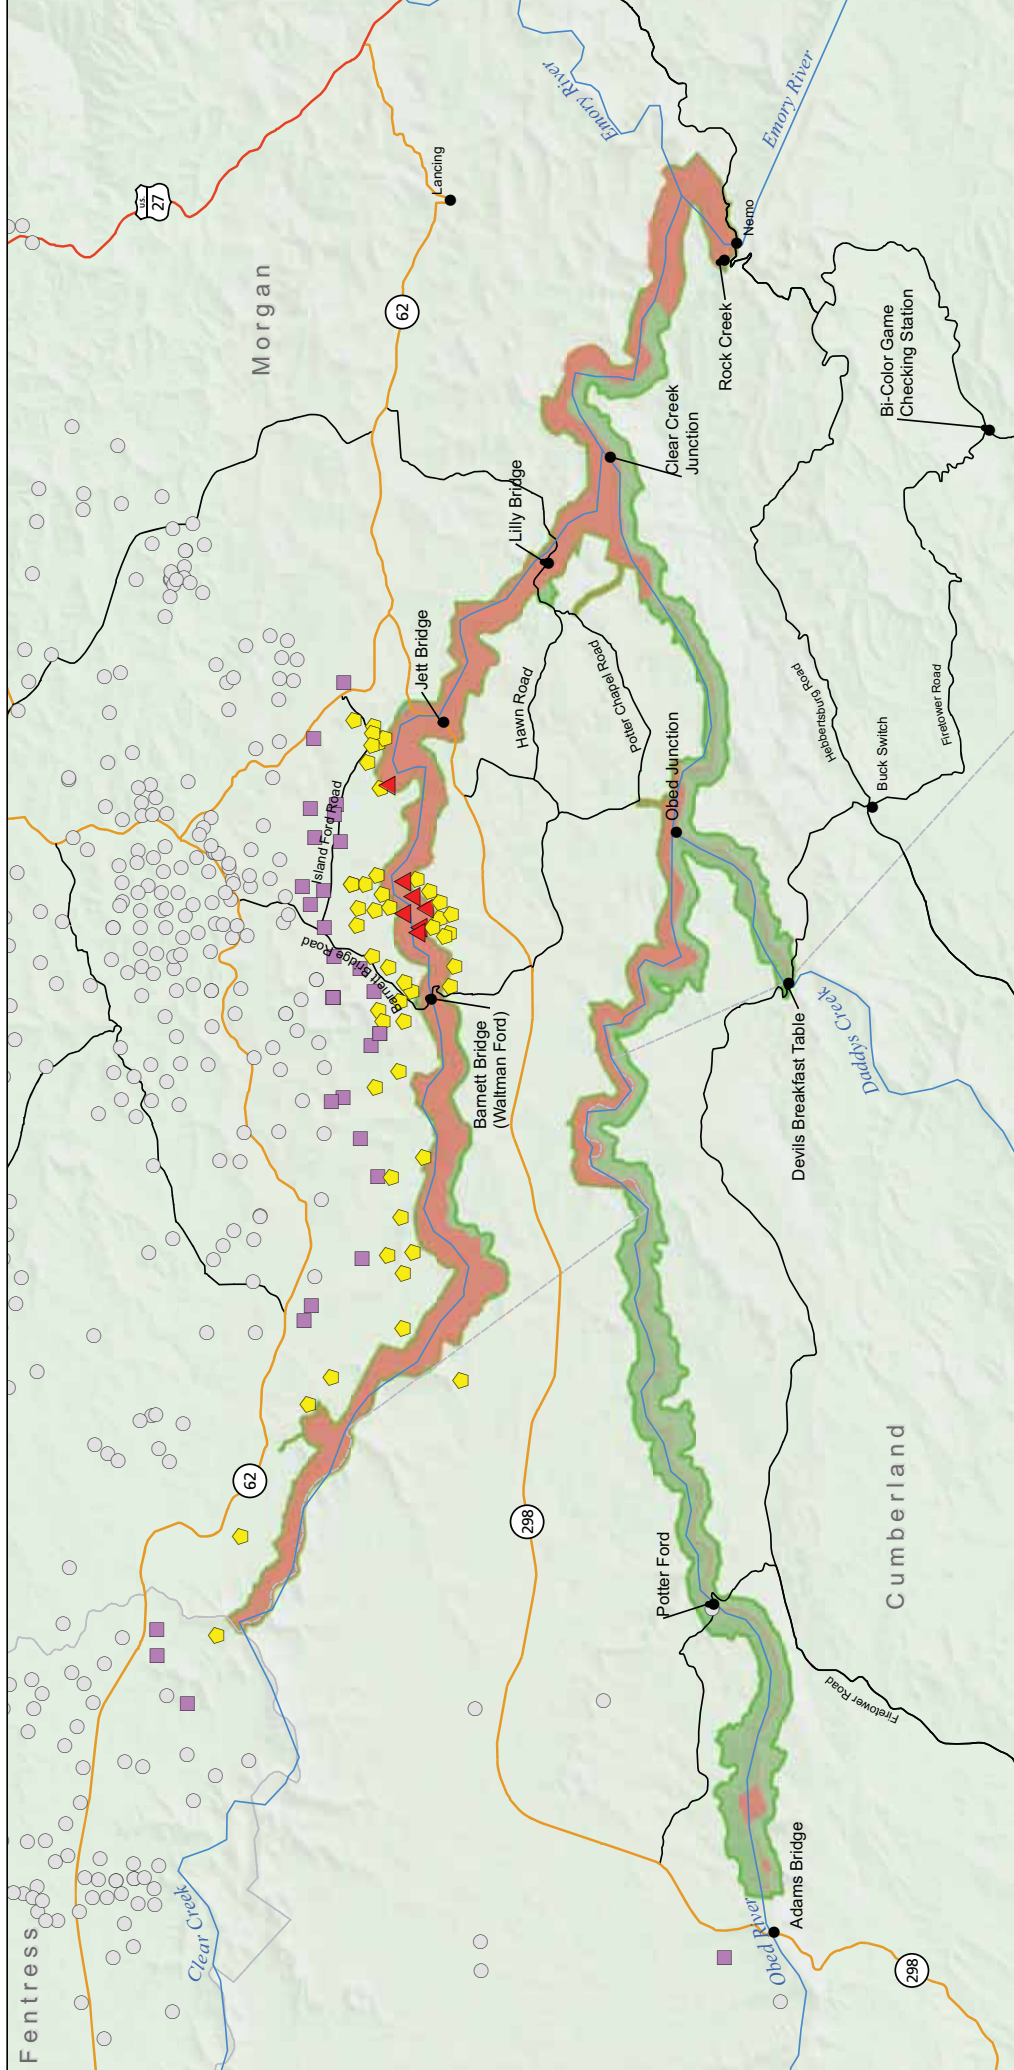 Fentress
Clear Creek
62
Morgan
U.S.
27
62
Lancing
Emory River
Emory River
Island Ford Road
Barnett Bridge Road
Barnett Bridge
(Waltman Ford)
Jett Bridge
Lilly Bridge
Hawn Road
Potter Chapel Road
Clear Creek
Junction
Rock Creek
Nemo
Bi-Color Game
Checking Station
Obed Junction
Hebbertsburg Road
Firetower Road
Buck Switch
Devils Breakfast Table
Daddys Creek
298
Potter Ford
Cumberland
Firetower Road
Adams Bridge
Obed River
298